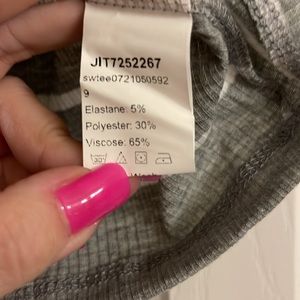 JIT7252267
swtee0721050592
9
Elastane: 5%
Polyester: 30%
Viscose: 65%